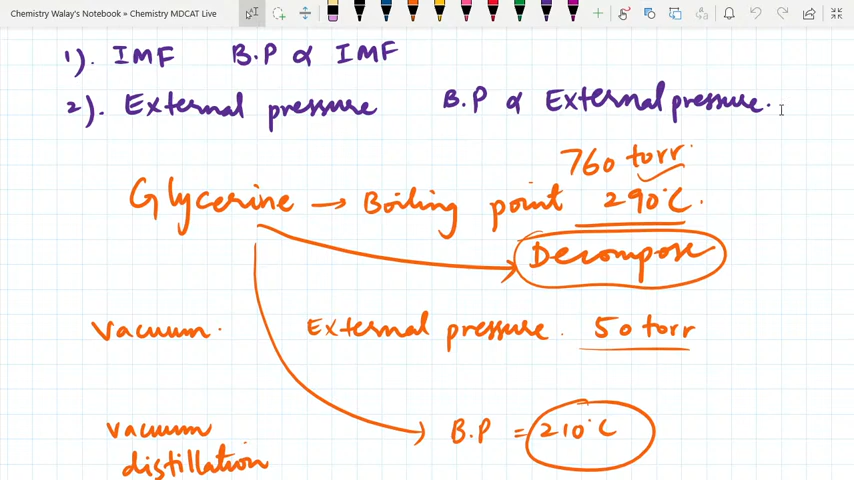 Chemistry Walay's Notebook » Chemistry MDCAT Live
1). IMF B.P α IMF
2). External pressure B.P α External pressure.
760 torr.
Glycerine → Boiling point 290°C.
Decompose
Vacuum. External pressure. 50 torr
B.P = 210°C
vacuum
distillation